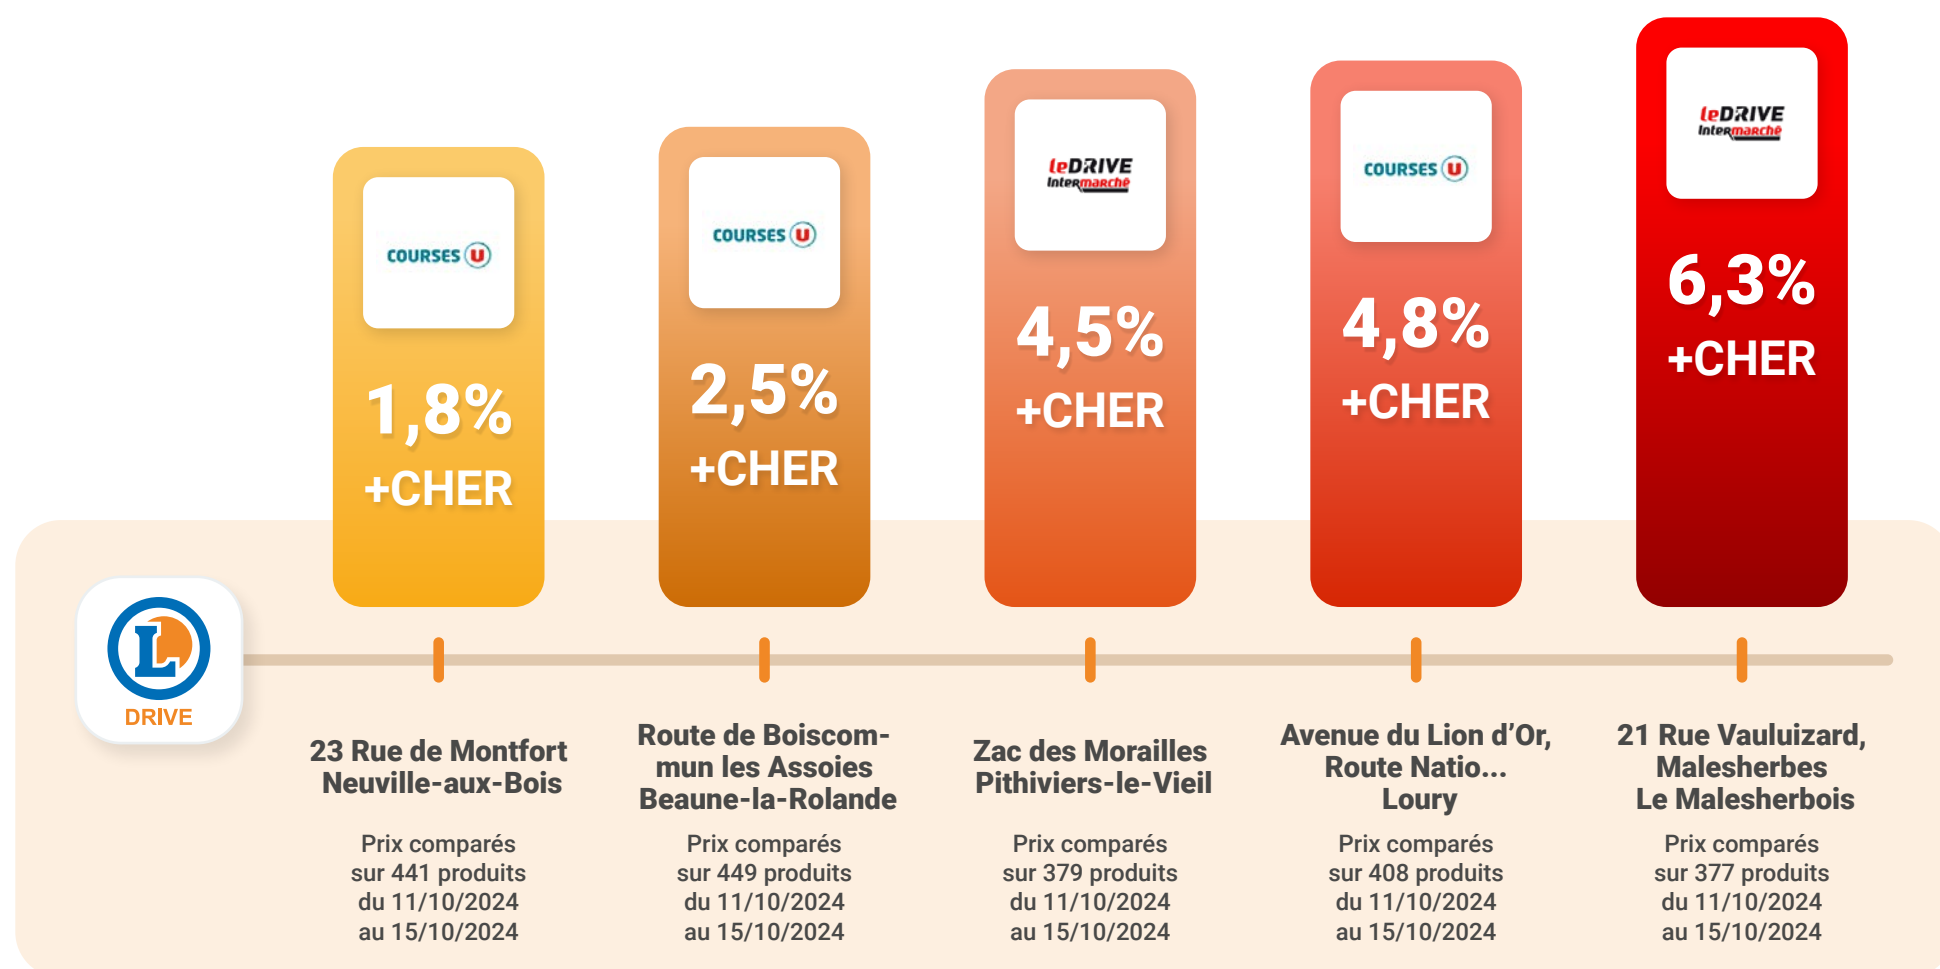 COURSES U
1,8%
+CHER
COURSES U
2,5%
+CHER
leDRIVE
Intermarché
4,5%
+CHER
COURSES U
4,8%
+CHER
leDRIVE
Intermarché
6,3%
+CHER
L
DRIVE
23 Rue de Montfort
Neuville-aux-Bois
Prix comparés
sur 441 produits
du 11/10/2024
au 15/10/2024
Route de Boiscom-
mun les Assoies
Beaune-la-Rolande
Prix comparés
sur 449 produits
du 11/10/2024
au 15/10/2024
Zac des Morailles
Pithiviers-le-Vieil
Prix comparés
sur 379 produits
du 11/10/2024
au 15/10/2024
Avenue du Lion d’Or,
Route Natio...
Loury
Prix comparés
sur 408 produits
du 11/10/2024
au 15/10/2024
21 Rue Vauluizard,
Malesherbes
Le Malesherbois
Prix comparés
sur 377 produits
du 11/10/2024
au 15/10/2024